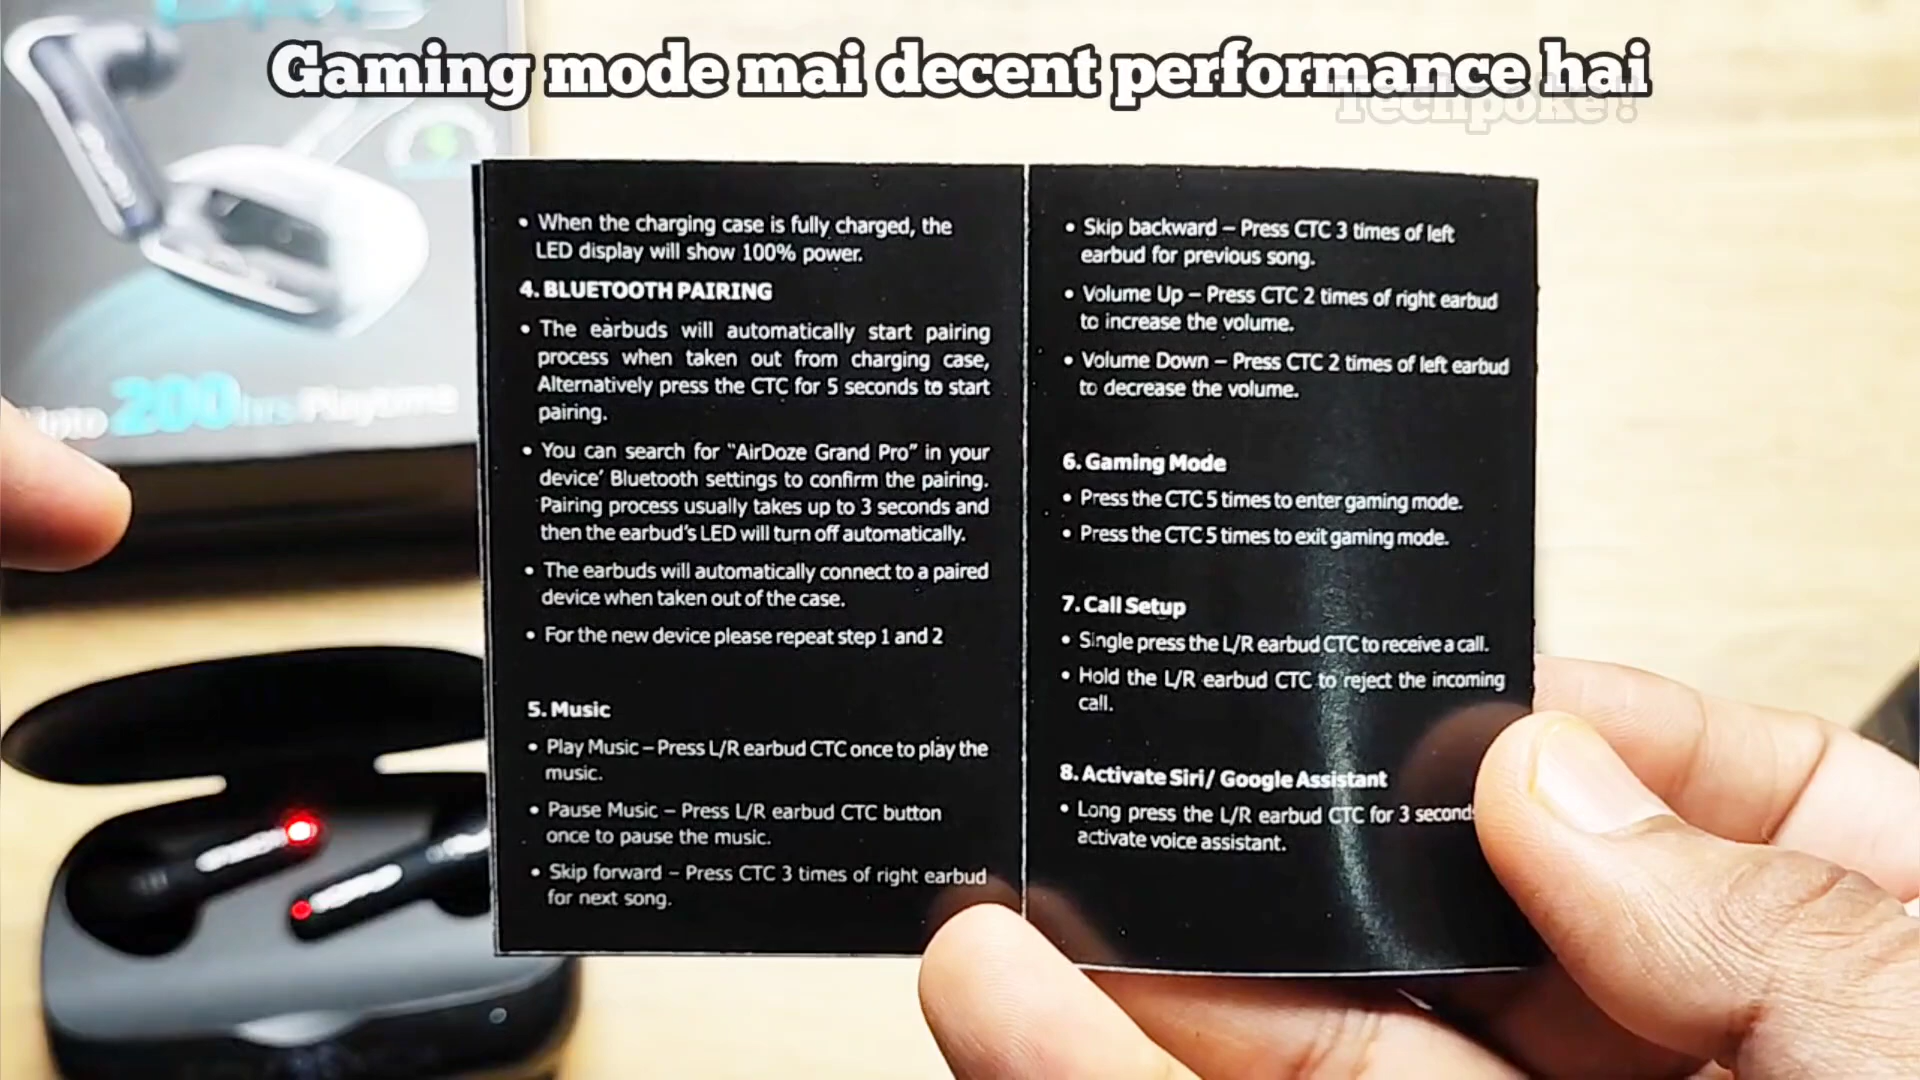 Gaming mode mai decent performance hai
Techpoke!
200hrs Playtime
• When the charging case is fully charged, the
LED display will show 100% power.
4. BLUETOOTH PAIRING
• The earbuds will automatically start pairing
process when taken out from charging case,
Alternatively press the CTC for 5 seconds to start
pairing.
• You can search for "AirDoze Grand Pro" in your
device' Bluetooth settings to confirm the pairing.
Pairing process usually takes up to 3 seconds and
then the earbud's LED will turn off automatically.
• The earbuds will automatically connect to a paired
device when taken out of the case.
• For the new device please repeat step 1 and 2
5. Music
• Play Music – Press L/R earbud CTC once to play the
music.
• Pause Music – Press L/R earbud CTC button
once to pause the music.
• Skip forward – Press CTC 3 times of right earbud
for next song.
• Skip backward – Press CTC 3 times of left
earbud for previous song.
• Volume Up – Press CTC 2 times of right earbud
to increase the volume.
• Volume Down – Press CTC 2 times of left earbud
to decrease the volume.
6. Gaming Mode
• Press the CTC 5 times to enter gaming mode.
• Press the CTC 5 times to exit gaming mode.
7. Call Setup
• Single press the L/R earbud CTC to receive a call.
• Hold the L/R earbud CTC to reject the incoming
call.
8. Activate Siri/ Google Assistant
• Long press the L/R earbud CTC for 3 second
activate voice assistant.